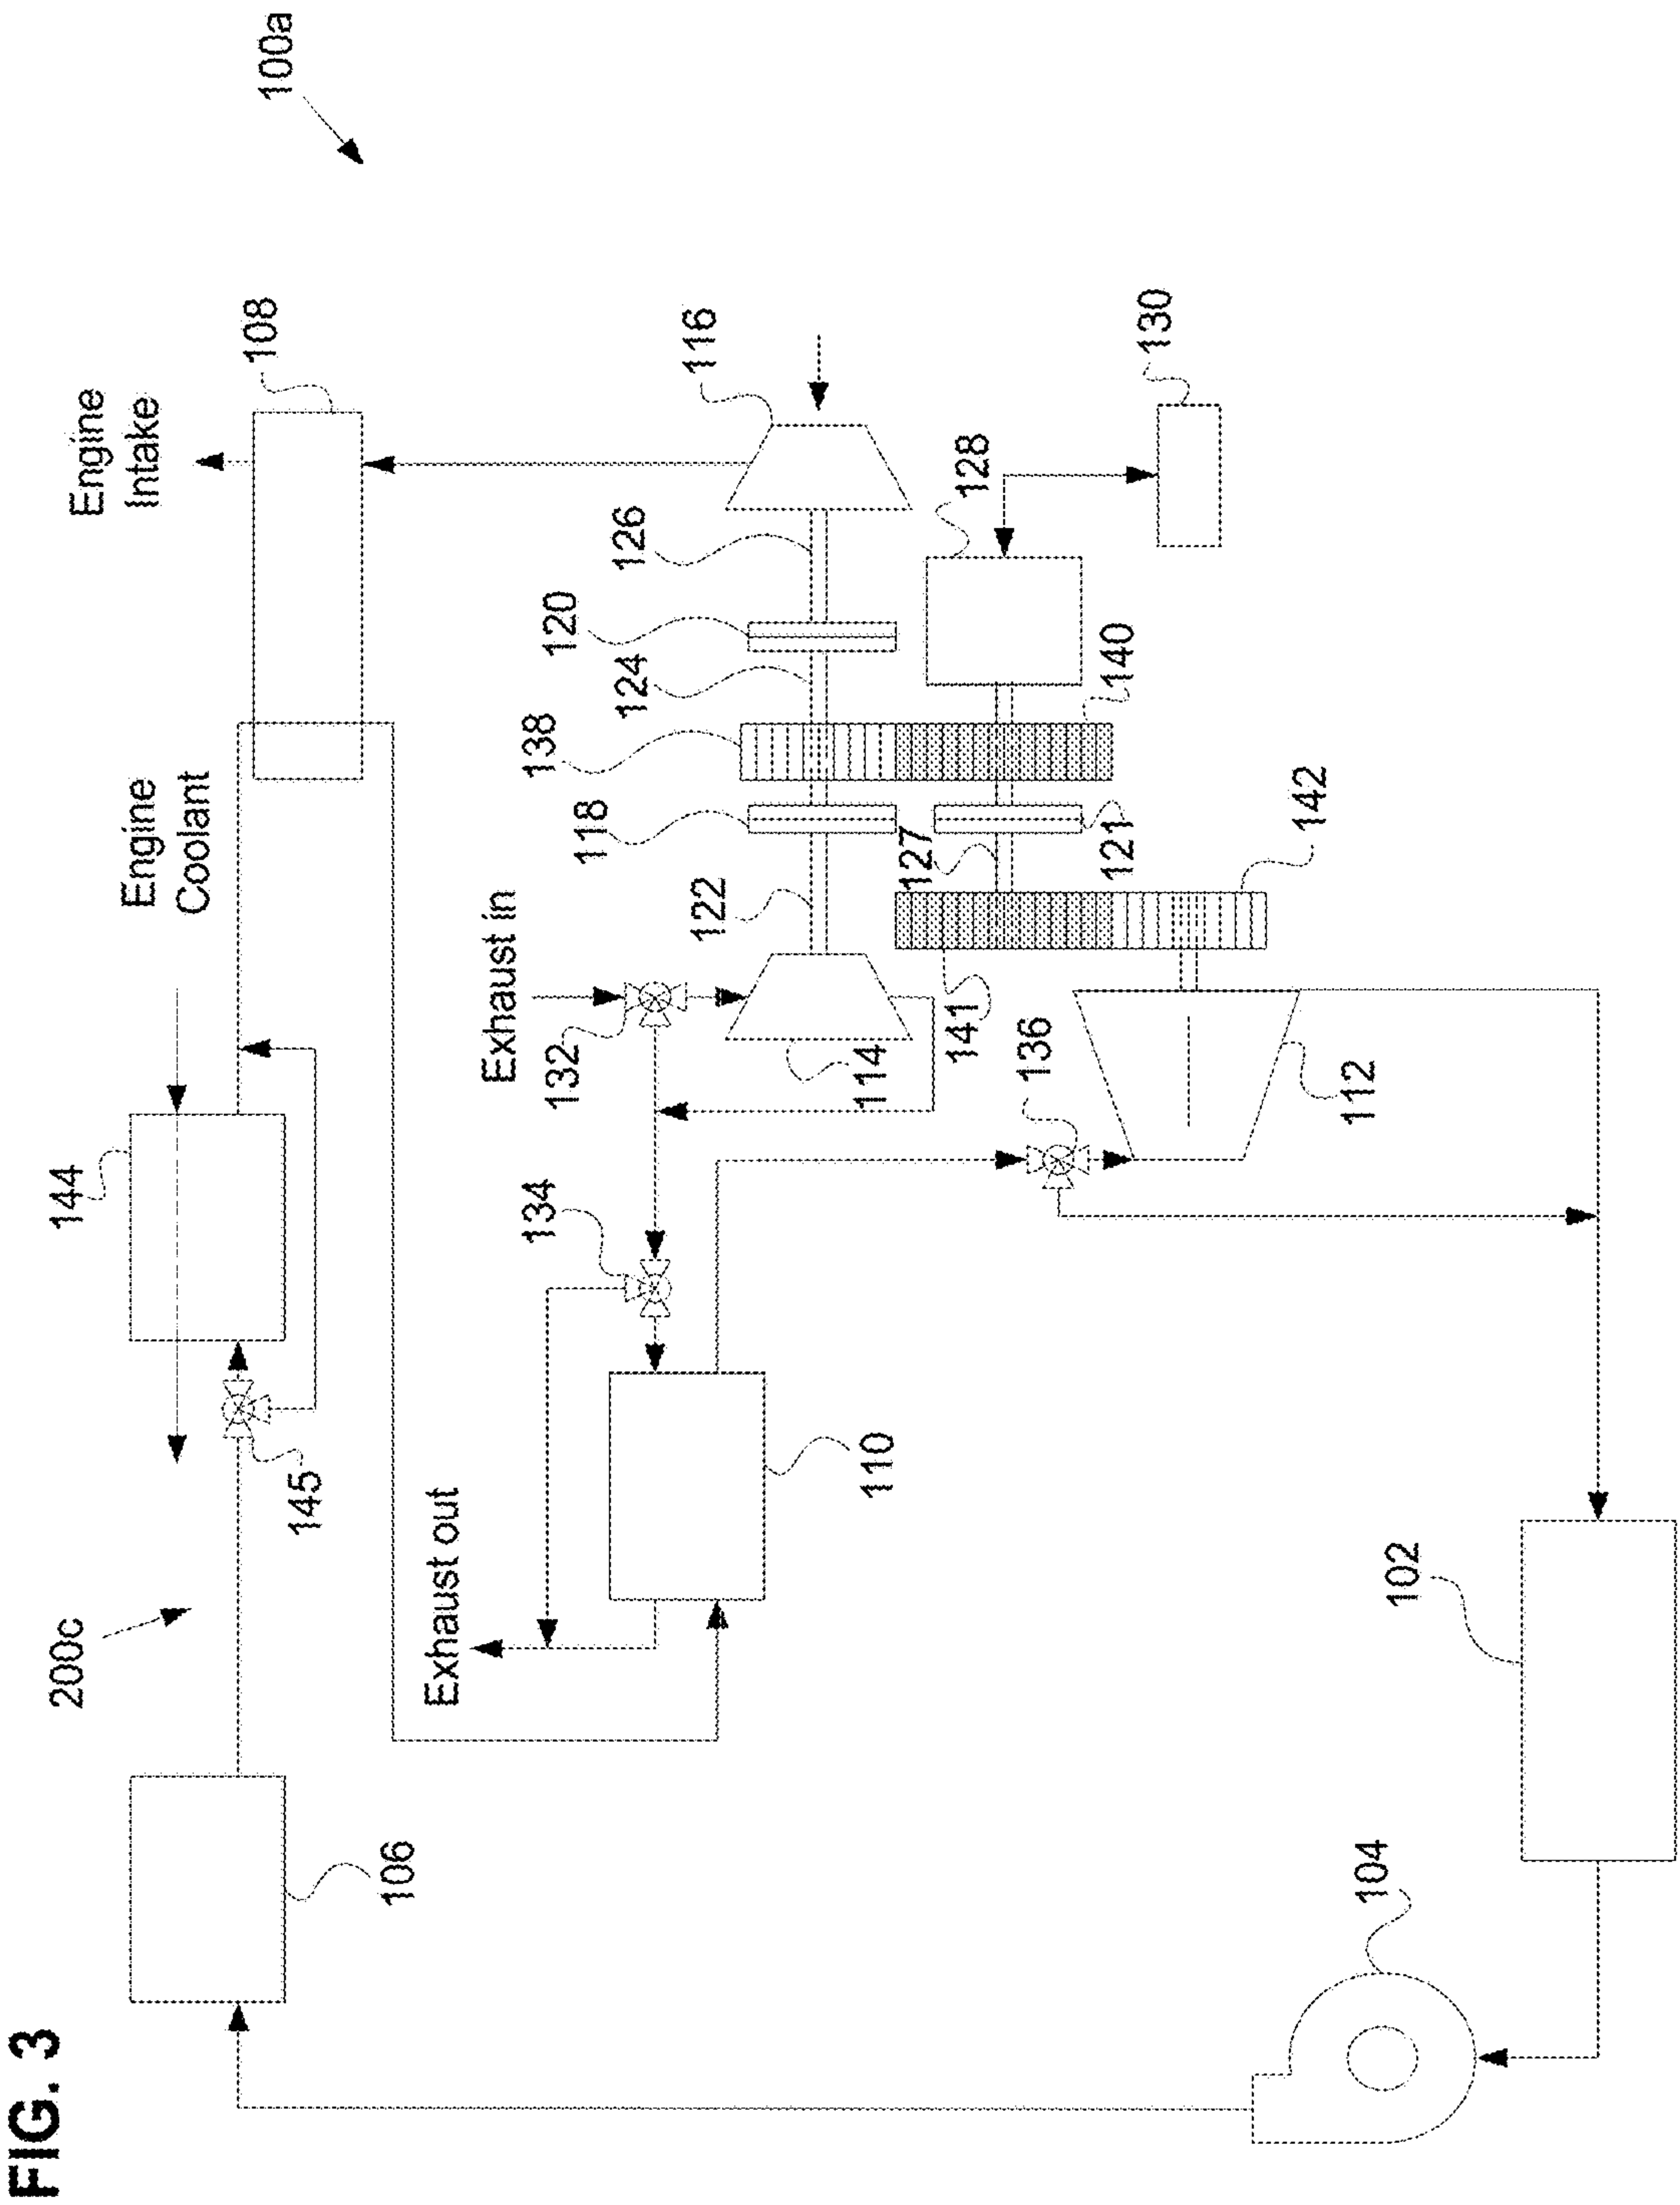 FIG. 3
200c
144
Engine
Intake
Engine
Coolant
108
100a
145
106
Exhaust out
Exhaust in
134
132
138
118
120
126
124
122
116
110
114
127
141
128
136
121
140
130
142
112
104
102